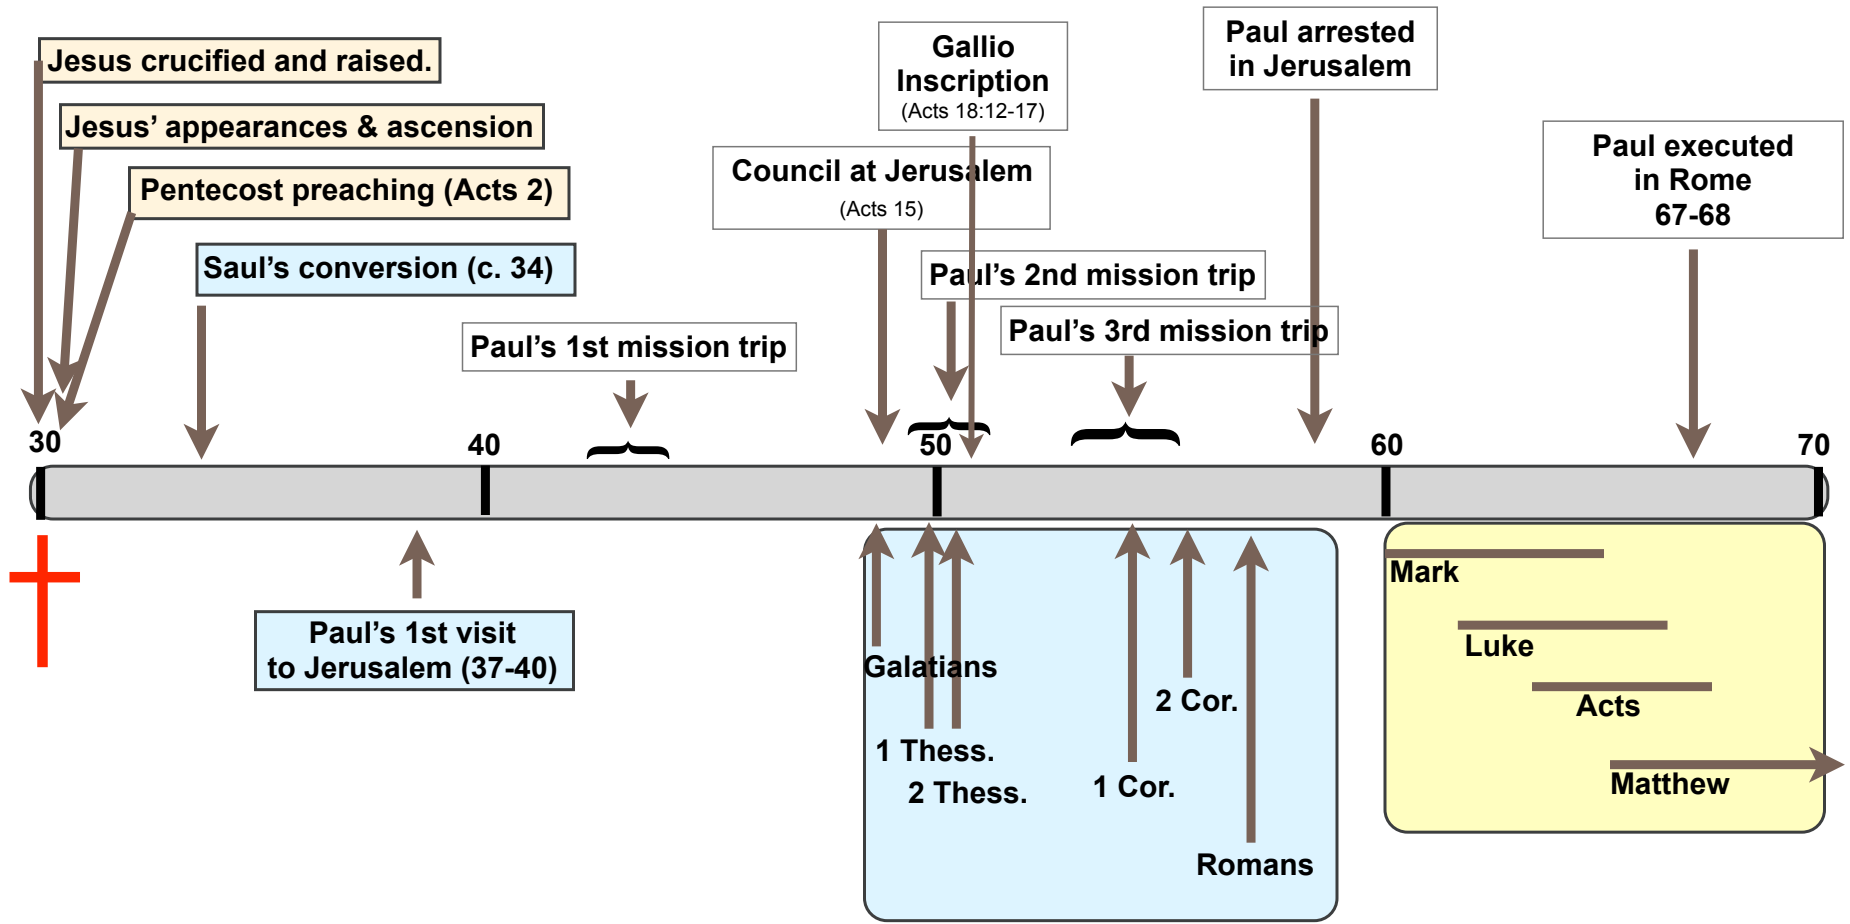 Jesus crucified and raised.
Jesus’ appearances & ascension
Pentecost preaching (Acts 2)
Saul’s conversion (c. 34)
Paul’s 1st mission trip
Council at Jerusalem
(Acts 15)
Gallio
Inscription
(Acts 18:12-17)
Paul’s 2nd mission trip
Paul’s 3rd mission trip
Paul arrested
in Jerusalem
Paul executed
in Rome
67-68
30
40
50
60
70
Paul’s 1st visit
to Jerusalem (37-40)
Galatians
1 Thess.
2 Thess.
1 Cor.
2 Cor.
Romans
Mark
Luke
Acts
Matthew